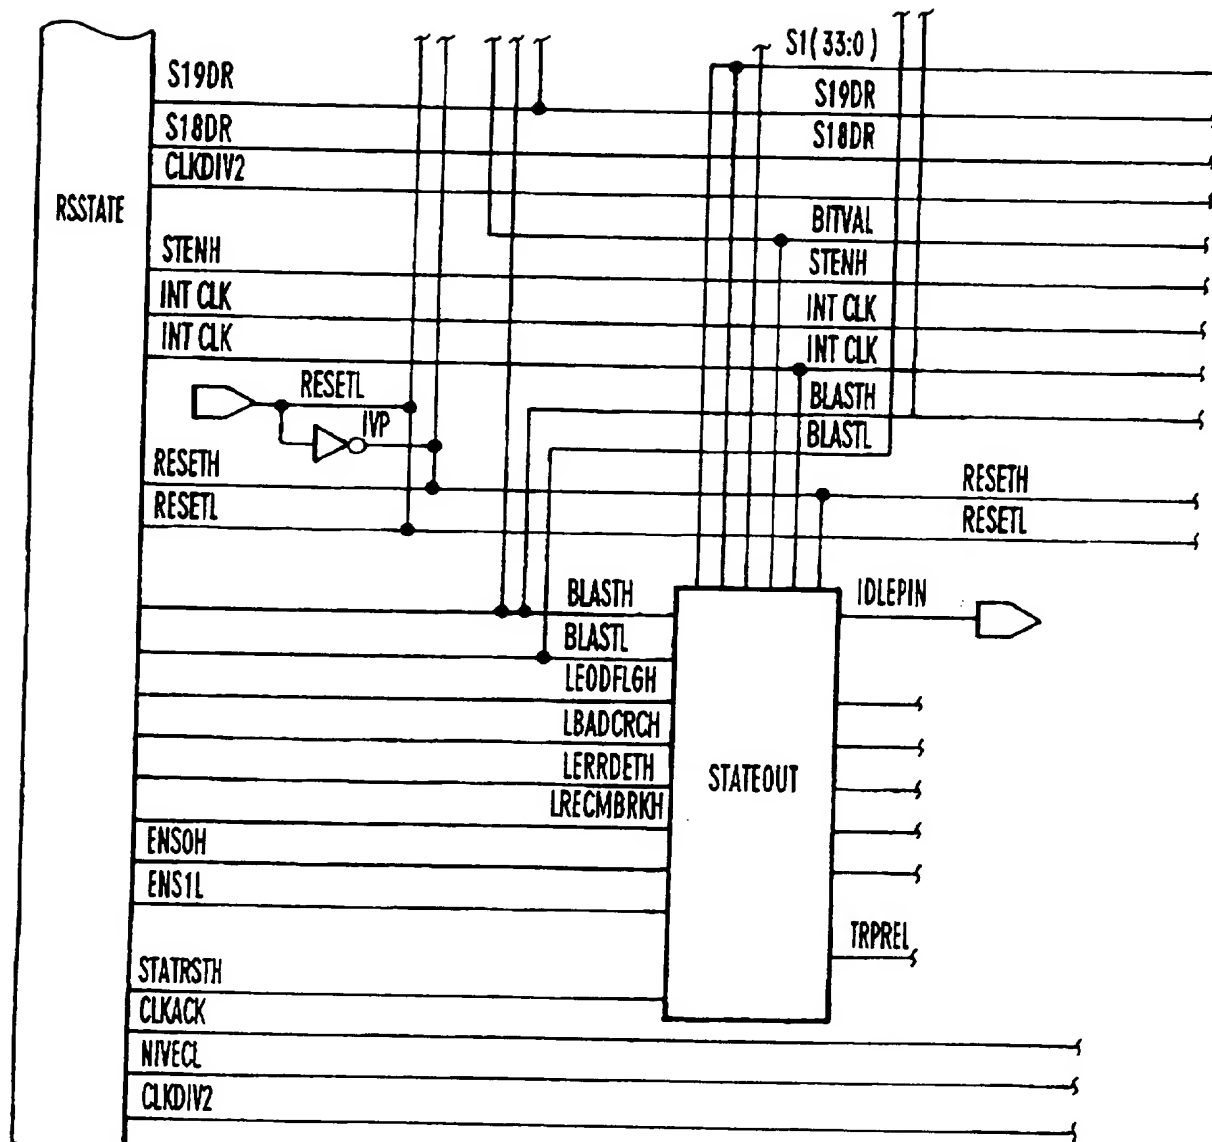 S1(33:0)
S19DR
S19DR
S18DR
S18DR
CLKDIV2
RSSTATE
BITVAL
STENH
STENH
INT CLK
INT CLK
INT CLK
INT CLK
RESETL
BLASTH
IVP
BLASTL
RESETH
RESETH
RESETL
RESETL
BLASTH
IDLEPIN
BLASTL
LEODFLGH
LBADCRCH
LERRDETH
STATEOUT
LRECMBRKH
ENS0H
ENS1L
TRPREL
STATRSTH
CLKACK
NIVECL
CLKDIV2